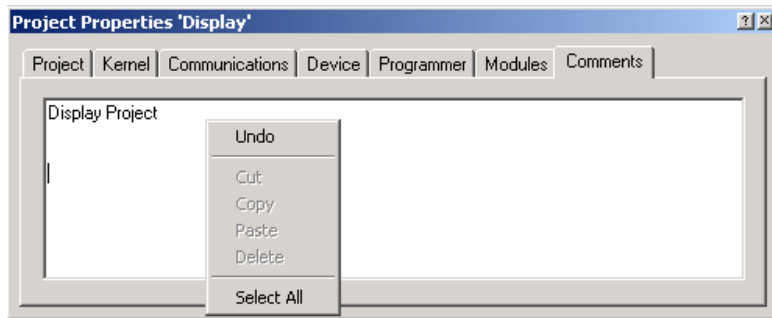 Project Properties 'Display'
Project Kernel Communications Device Programmer Modules Comments
Display Project
Undo
Cut
Copy
Paste
Delete
Select All